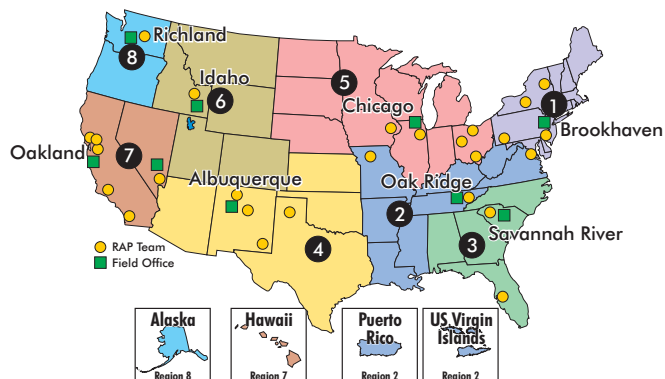 Richland
8
Idaho
6
5
Chicago
1
Brookhaven
Oakland
7
Albuquerque
Oak Ridge
2
Savannah River
3
4
RAP Team
Field Office
Alaska
Region 8
Hawaii
Region 7
Puerto
Rico
Region 2
US Virgin
Islands
Region 2